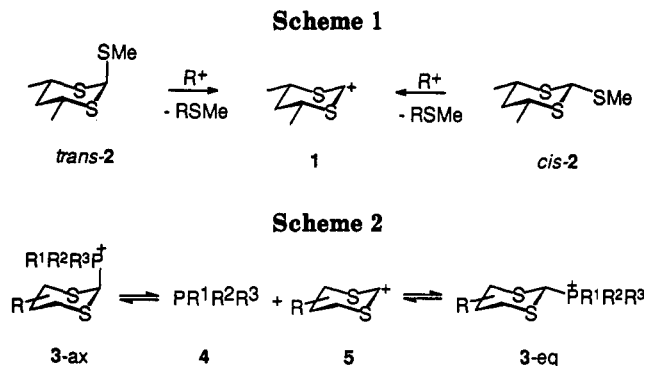 Scheme 1
SMe
S
S
trans-2
R⁺
- RSMe
S
S
+
1
R⁺
- RSMe
S
S
SMe
cis-2
Scheme 2
R¹R²R³P⁺
R
S
S
3-ax
⇌
PR¹R²R³
4
+
R
S
S
+
5
⇌
R
S
S
PR¹R²R³
+
3-eq